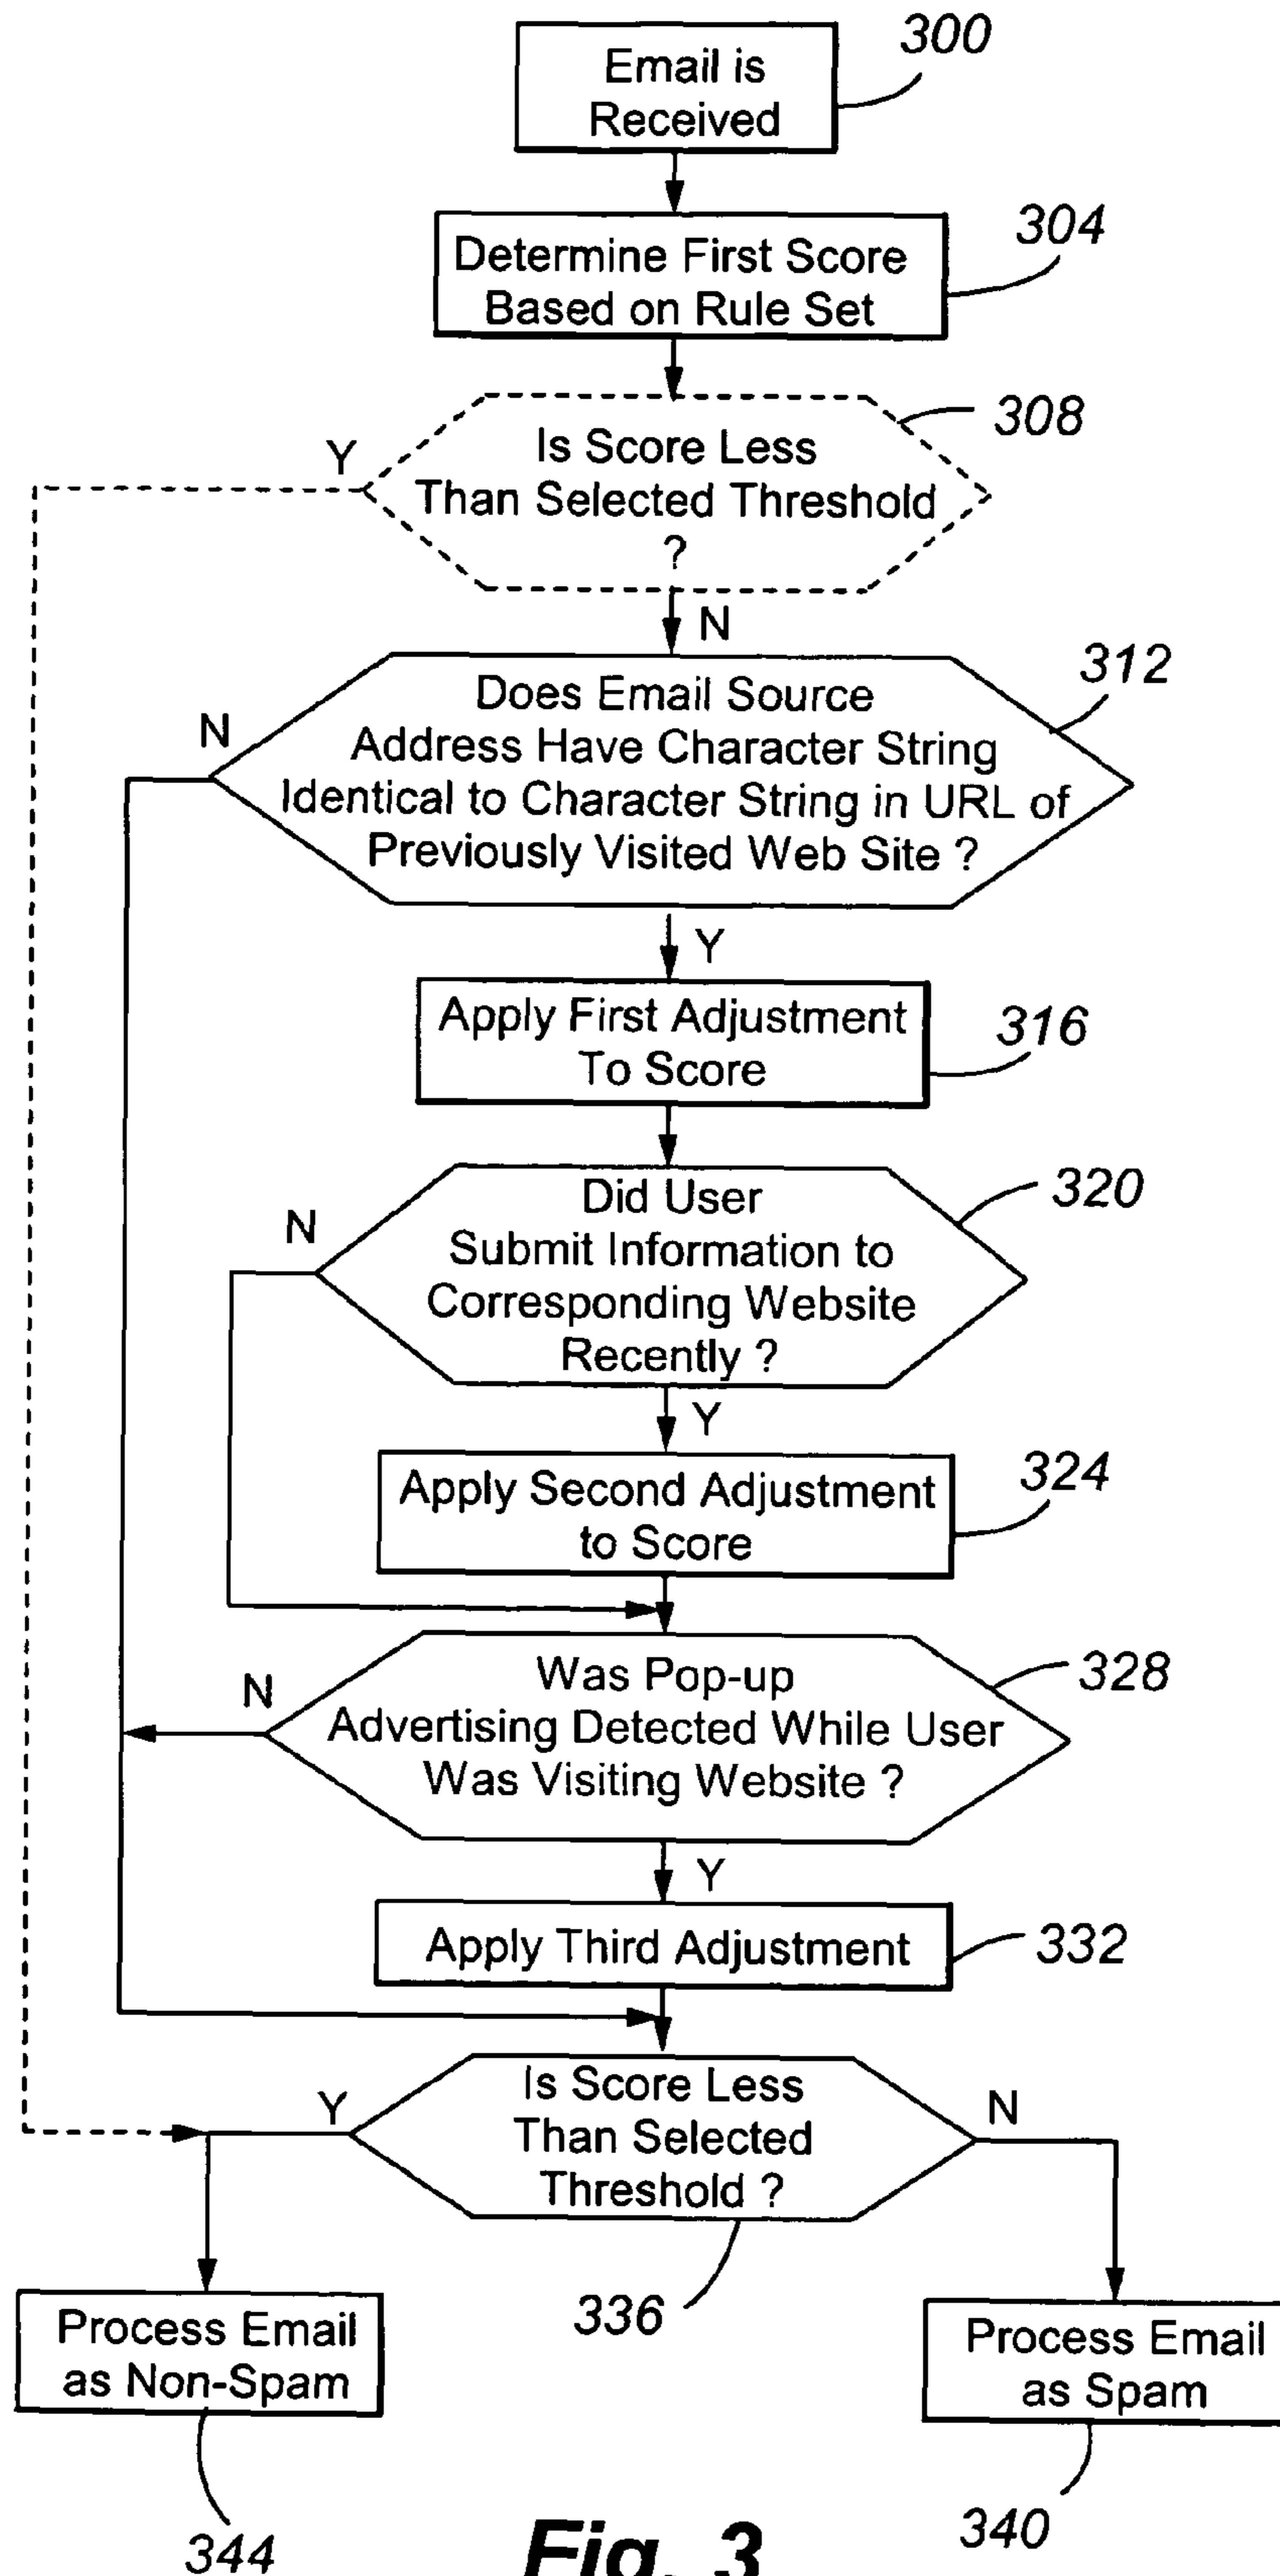 Email is
Received
300
Determine First Score
Based on Rule Set
304
Is Score Less
Than Selected Threshold
?
308
Y
N
Does Email Source
Address Have Character String
Identical to Character String in URL of
Previously Visited Web Site ?
312
N
Y
Apply First Adjustment
To Score
316
Did User
Submit Information to
Corresponding Website
Recently ?
320
N
Y
Apply Second Adjustment
to Score
324
Was Pop-up
Advertising Detected While User
Was Visiting Website ?
328
N
Y
Apply Third Adjustment
332
Is Score Less
Than Selected
Threshold ?
Y
N
336
Process Email
as Non-Spam
344
Process Email
as Spam
340
Fig. 3